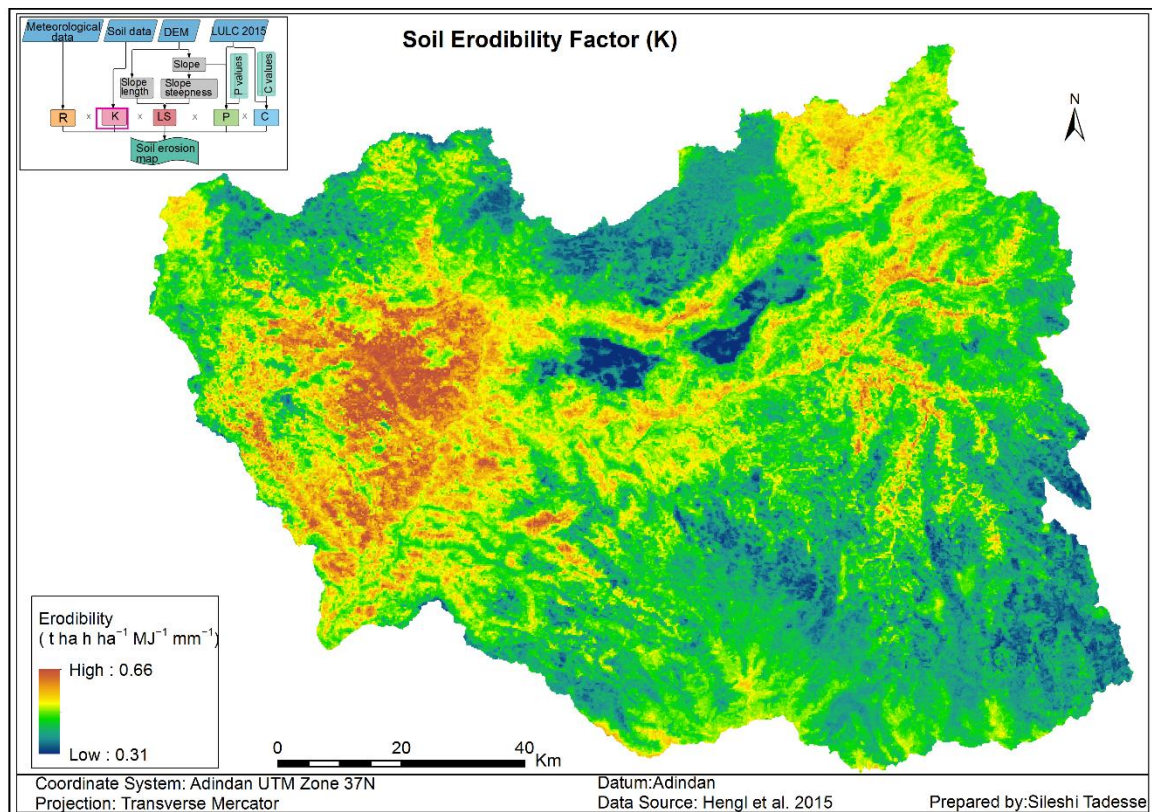 Soil Erodibility Factor (K)
Meteorological data
Soil data
DEM
LULC 2015
Slope
Slope length
Slope steepness
P values
C values
R x K x LS x P x C
Soil erosion map
N
Erodibility
( t ha h ha⁻¹ MJ⁻¹ mm⁻¹)
High : 0.66
Low : 0.31
0 20 40
Km
Coordinate System: Adindan UTM Zone 37N
Projection: Transverse Mercator
Datum:Adindan
Data Source: Hengl et al. 2015
Prepared by:Sileshi Tadesse